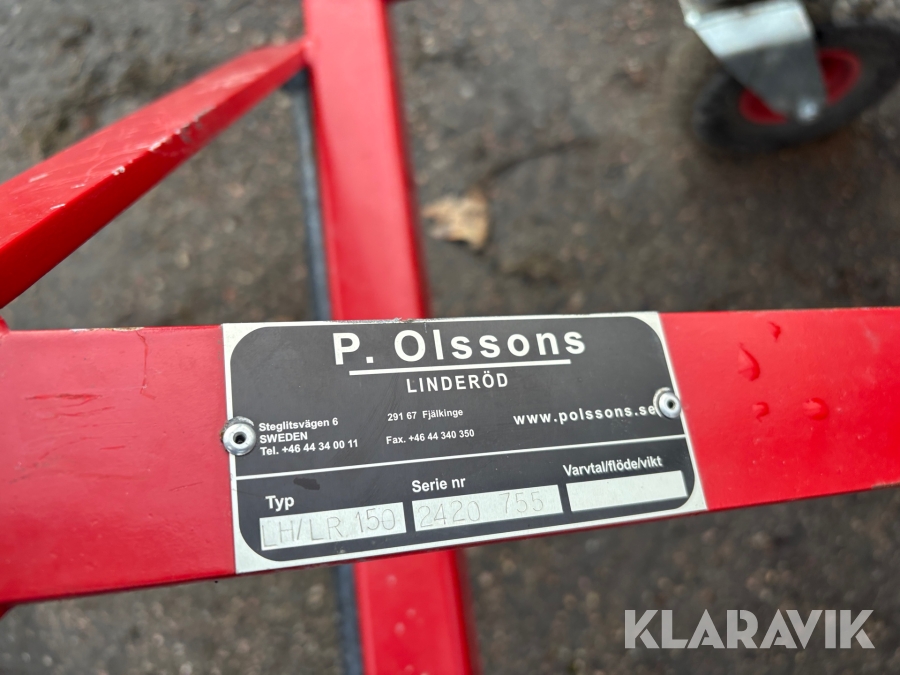 P. Olssons
LINDERÖD
Steglitsvägen 6
SWEDEN
Tel. +46 44 34 00 11
291 67 Fjälkinge
Fax. +46 44 340 350
www.polssons.se
Typ
LH/LR 150
Serie nr
2420 755
Varvtal/flöde/vikt
KLARAVIK